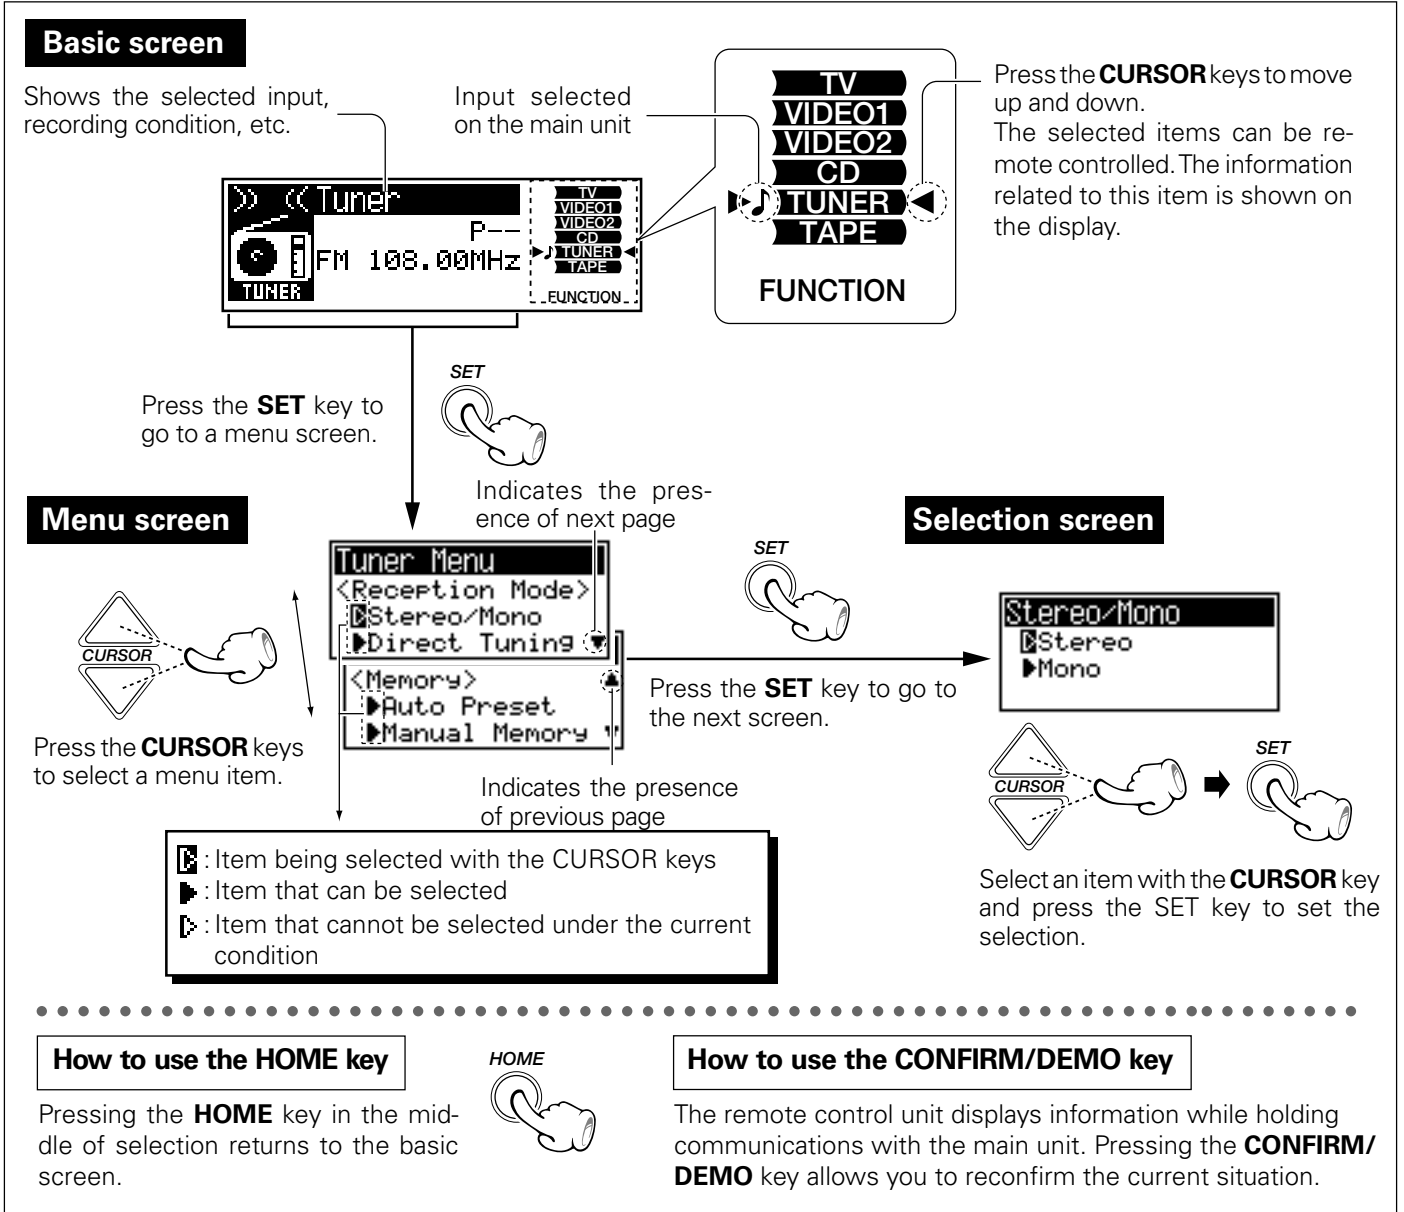 Basic screen
Shows the selected input,
recording condition, etc.
Input selected
on the main unit
TV
VIDEO1
VIDEO2
CD
TUNER
TAPE
FUNCTION
Press the CURSOR keys to move
up and down.
The selected items can be re-
mote controlled. The information
related to this item is shown on
the display.
Tuner
P--
FM 108.00MHz
TUNER
TV
VIDEO1
VIDEO2
CD
TUNER
TAPE
FUNCTION
Press the SET key to
go to a menu screen.
SET
Indicates the pres-
ence of next page
Menu screen
Tuner Menu
<Reception Mode>
Stereo/Mono
Direct Tuning
<Memory>
Auto Preset
Manual Memory
CURSOR
Press the CURSOR keys
to select a menu item.
SET
Press the SET key to go to
the next screen.
Indicates the presence
of previous page
Selection screen
Stereo/Mono
Stereo
Mono
CURSOR
SET
Select an item with the CURSOR key
and press the SET key to set the
selection.
: Item being selected with the CURSOR keys
: Item that can be selected
: Item that cannot be selected under the current
condition
How to use the HOME key
Pressing the HOME key in the mid-
dle of selection returns to the basic
screen.
HOME
How to use the CONFIRM/DEMO key
The remote control unit displays information while holding
communications with the main unit. Pressing the CONFIRM/
DEMO key allows you to reconfirm the current situation.